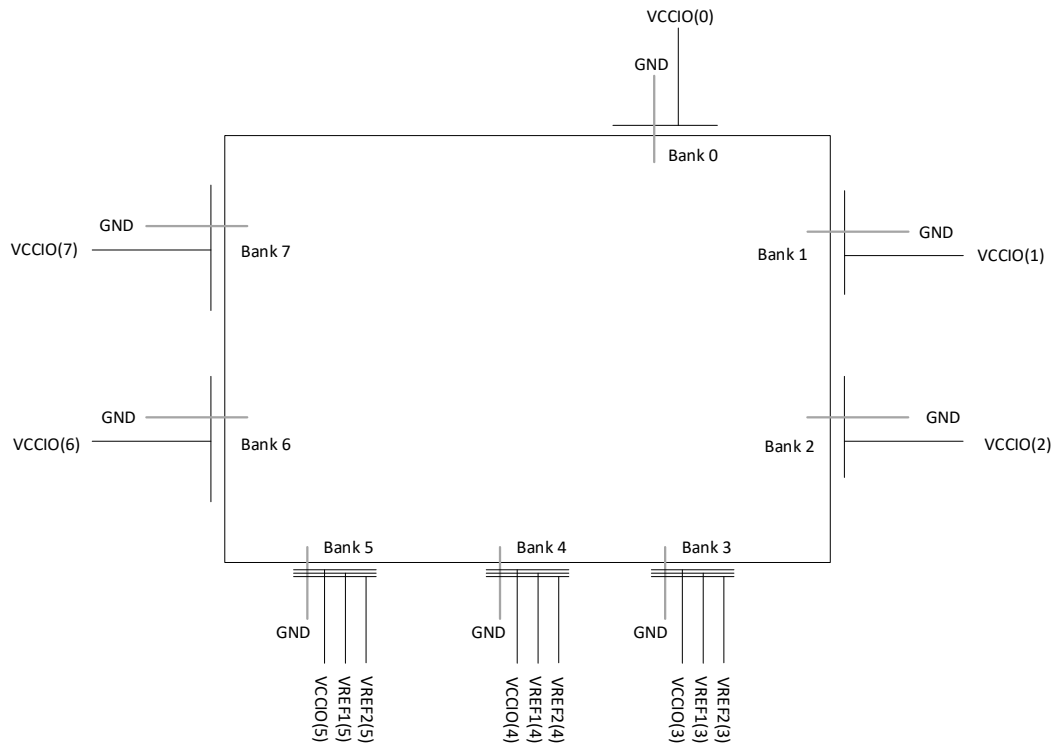 VCCIO(0)
GND
Bank 0
GND
VCCIO(7)
Bank 7
GND
Bank 1
VCCIO(1)
GND
VCCIO(6)
Bank 6
GND
Bank 2
VCCIO(2)
Bank 5
Bank 4
Bank 3
GND
GND
GND
VCCIO(5)
VREF1(5)
VREF2(5)
VCCIO(4)
VREF1(4)
VREF2(4)
VCCIO(3)
VREF1(3)
VREF2(3)